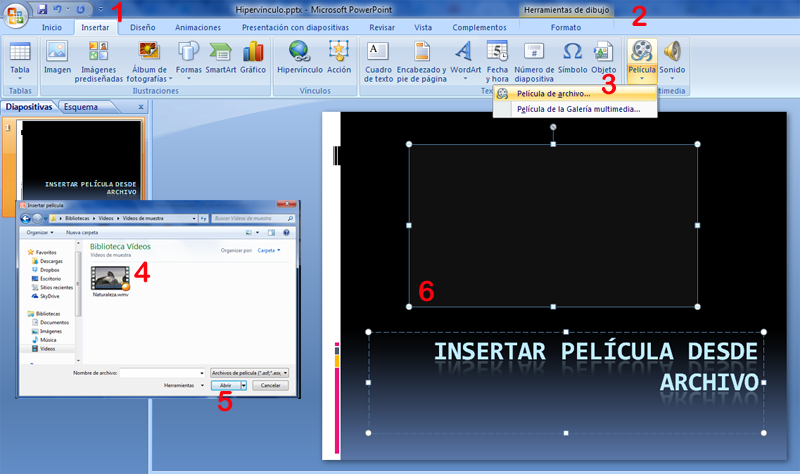 1
Hipervinculo.pptx - Microsoft PowerPoint
Herramientas de dibujo
2
Inicio Insertar Diseño Animaciones Presentación con diapositivas Revisar Vista Complementos Formato
Tabla
Imagen
Imágenes prediseñadas
Álbum de fotografías
Formas
SmartArt
Gráfico
Hipervínculo
Acción
Cuadro de texto
Encabezado y pie de página
WordArt
Fecha y hora
Número de diapositiva
Símbolo
Objeto
Película
Sonido
Tablas
Ilustraciones
Vínculos
3
Película de archivo...
Película de la Galería multimedia...
Diapositivas Esquema
1
INSERTAR PELÍCULA DESDE
ARCHIVO
Insertar película
Bibliotecas Vídeos Vídeos de muestra
Buscar Vídeos de muestra
Organizar Nueva carpeta
Favoritos
Descargas
Dropbox
Escritorio
Sitios recientes
SkyDrive
Bibliotecas
Documentos
Imágenes
Música
Vídeos
Biblioteca Vídeos
Vídeos de muestra
Organizar por: Carpeta
4
Naturaleza.wmv
Nombre de archivo:
Archivos de película (*.asf;*.asx,
Herramientas
Abrir
Cancelar
5
6
INSERTAR PELÍCULA DESDE
ARCHIVO